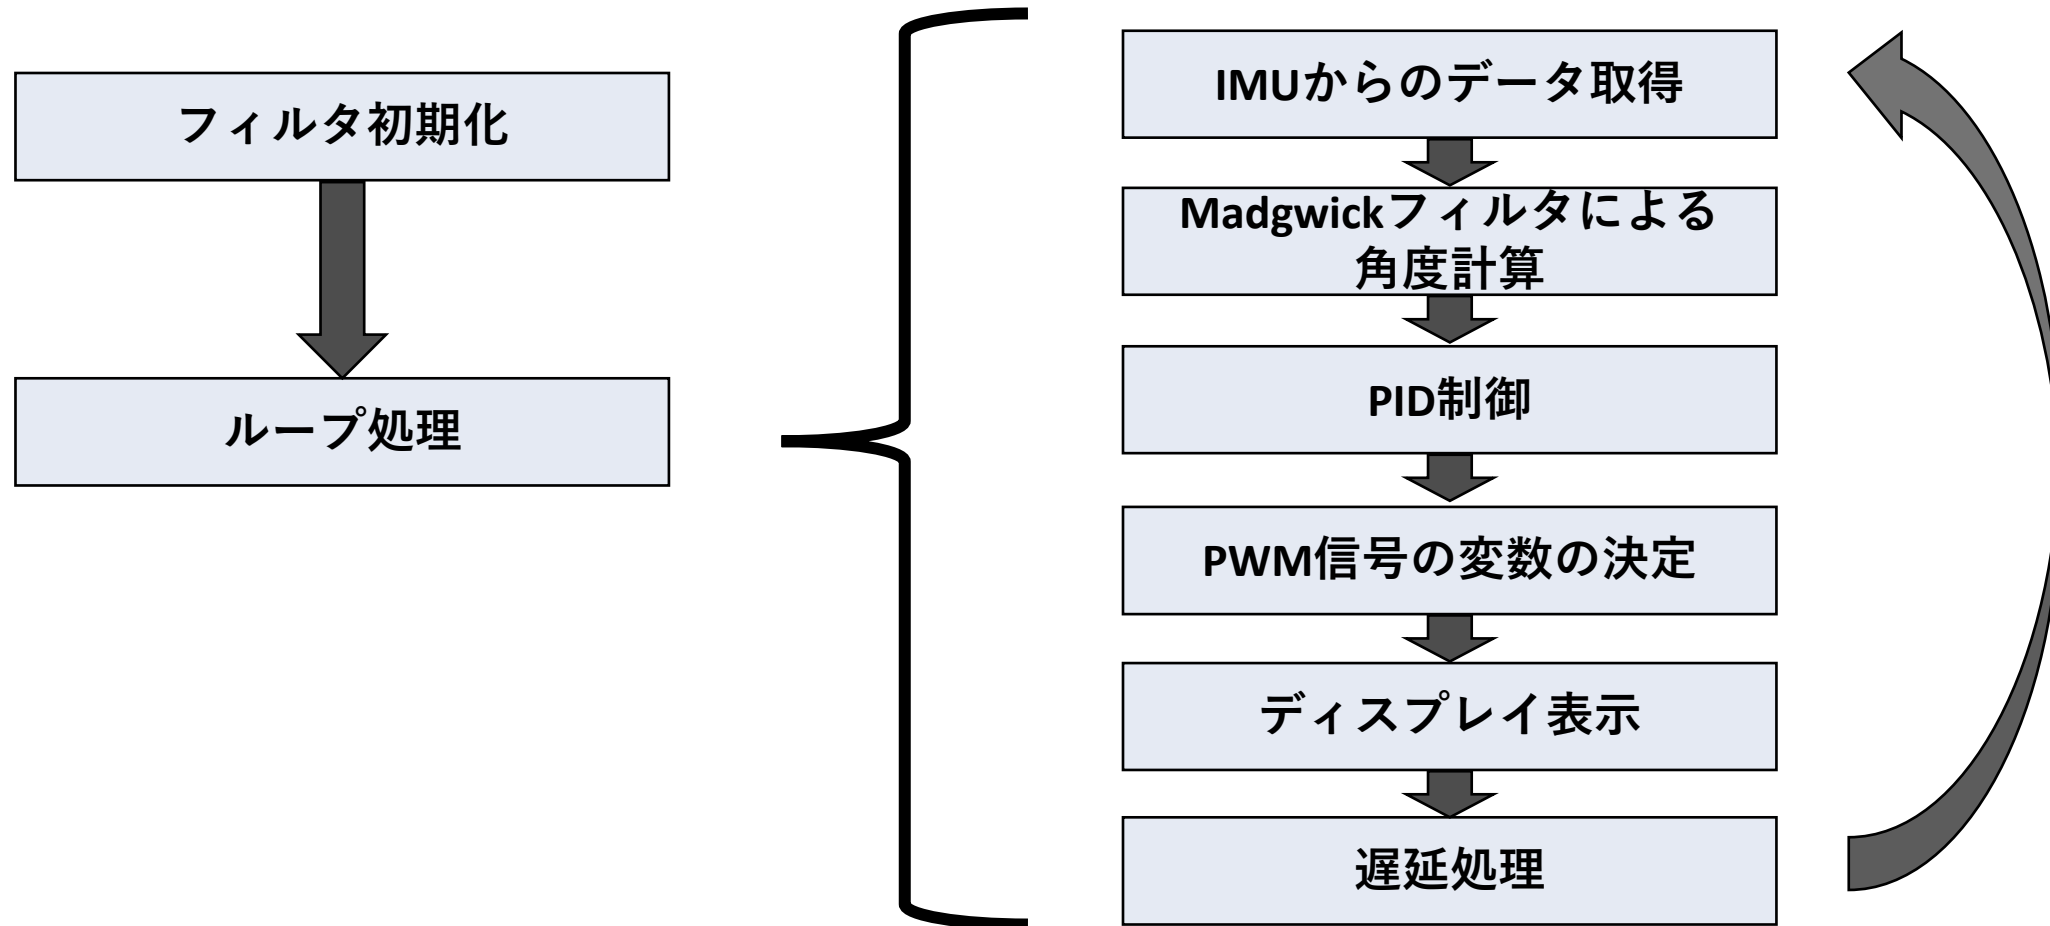 フィルタ初期化
ループ処理
IMUからのデータ取得
Madgwickフィルタによる
角度計算
PID制御
PWM信号の変数の決定
ディスプレイ表示
遅延処理